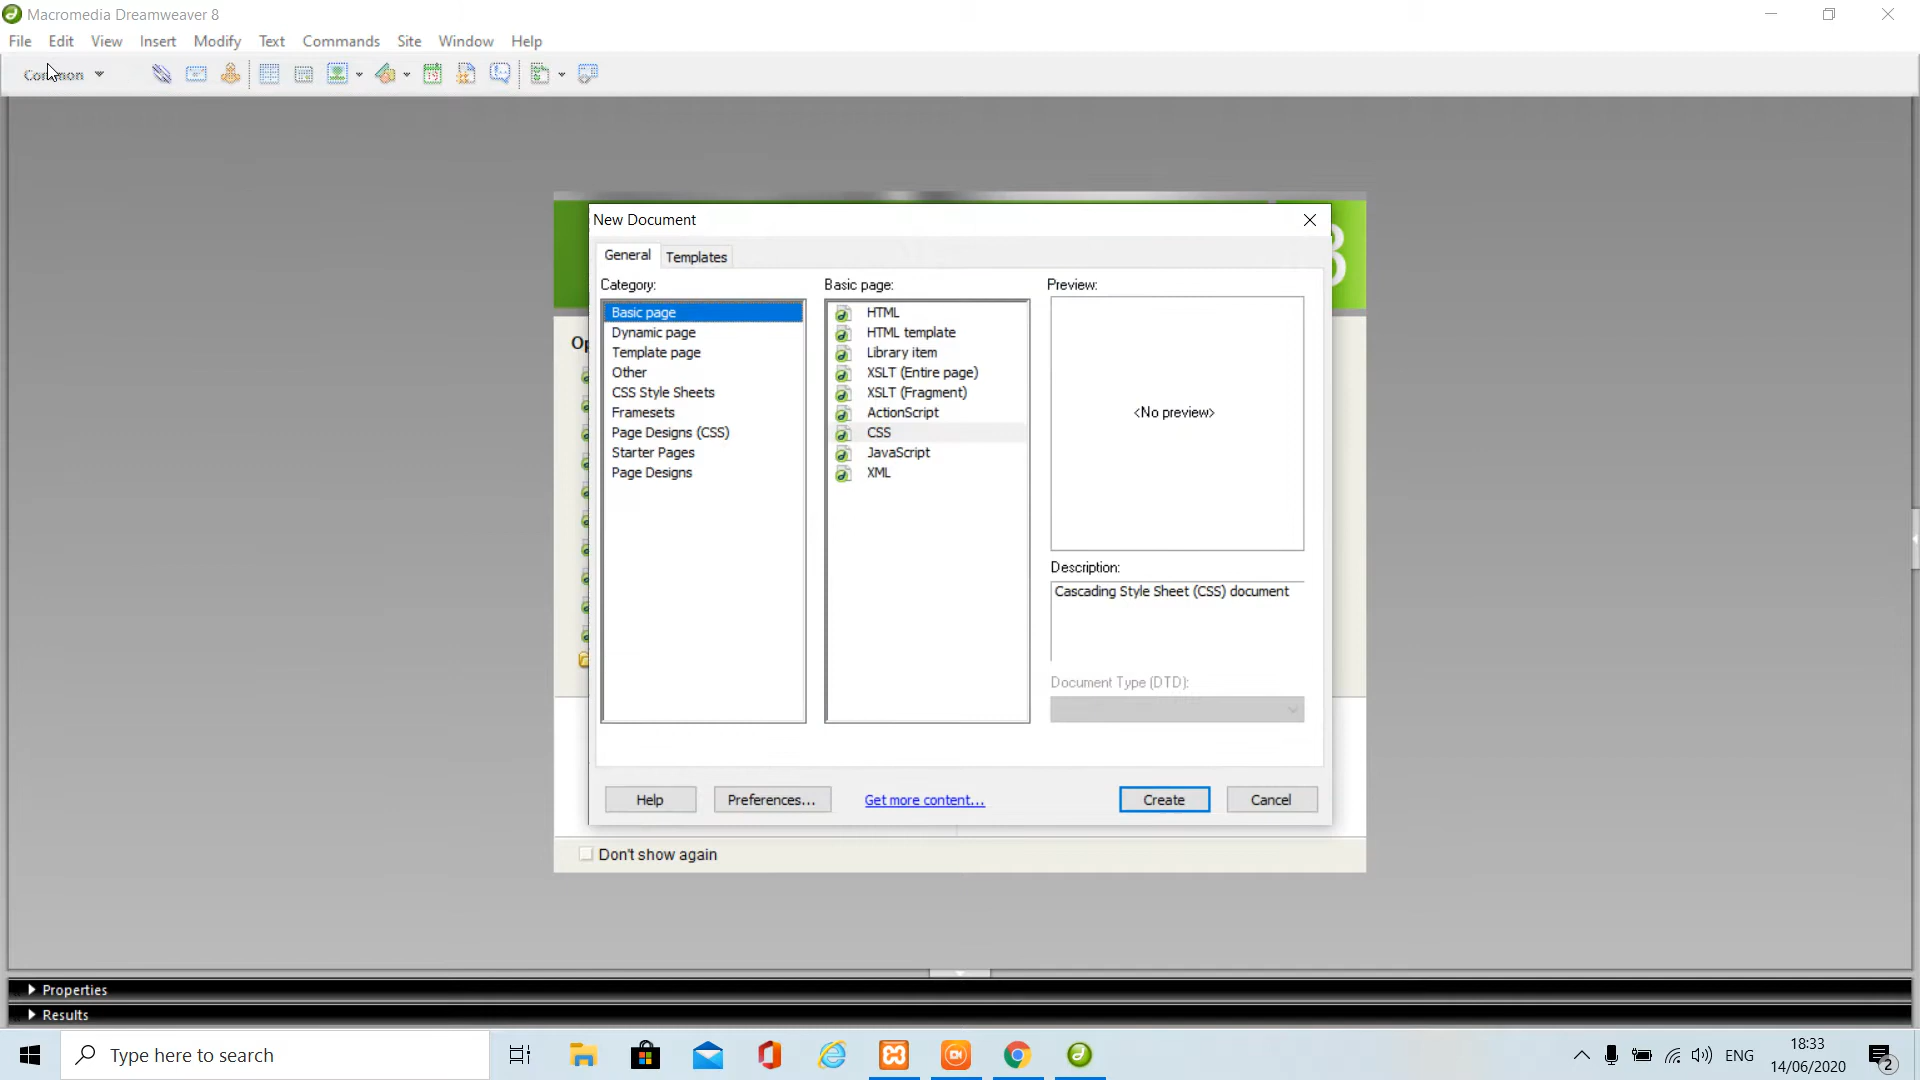 Macromedia Dreamweaver 8
File Edit View Insert Modify Text Commands Site Window Help
Common
New Document
General Templates
Category: Basic page: Preview:
Basic page HTML
Dynamic page HTML template
Template page Library item
Other XSLT (Entire page)
CSS Style Sheets XSLT (Fragment)
Framesets ActionScript <No preview>
Page Designs (CSS) CSS
Starter Pages JavaScript
Page Designs XML
Description:
Cascading Style Sheet (CSS) document
Document Type (DTD):
Help Preferences... Get more content... Create Cancel
Don't show again
Properties
Results
Type here to search
ENG
18:33
14/06/2020
2